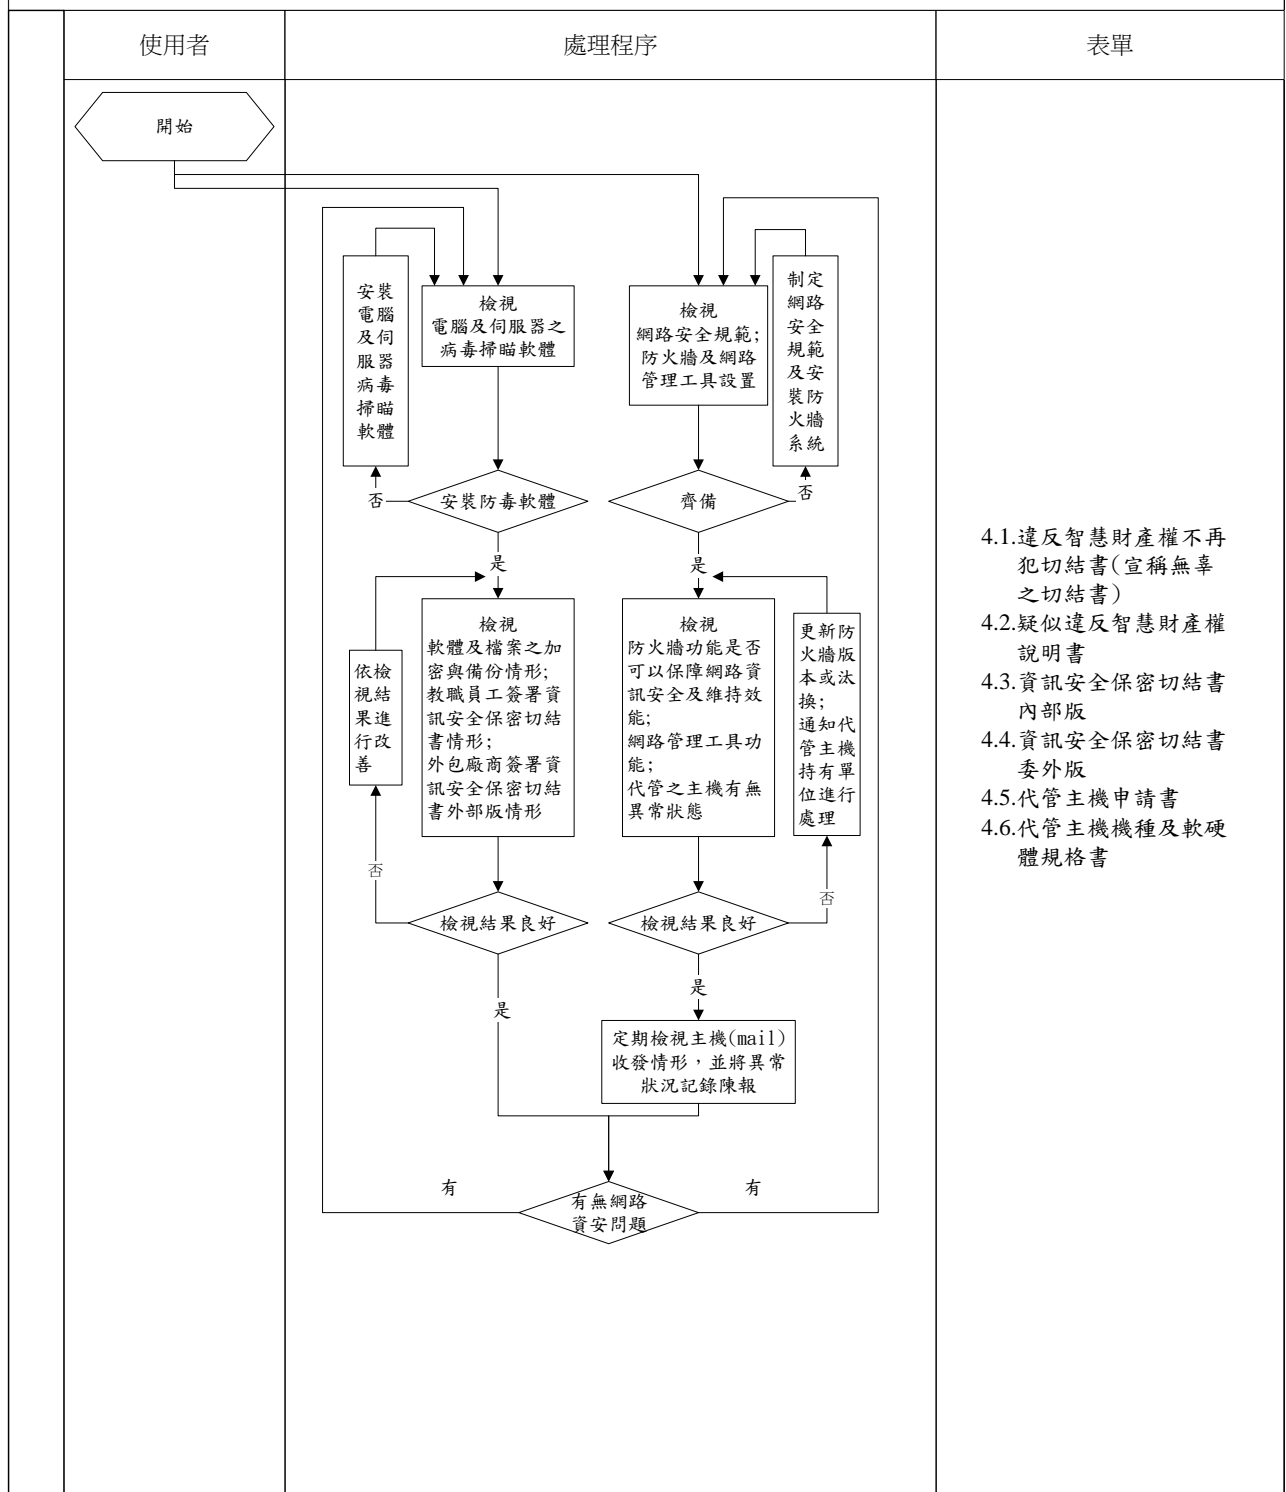 使用者
處理程序
表單
開始
安裝
電腦
及伺
服器
病毒
掃瞄
軟體
檢視
電腦及伺服器之
病毒掃瞄軟體
檢視
網路安全規範;
防火牆及網路
管理工具設置
制定
網路
安全
規範
及安
裝防
火牆
系統
否
安裝防毒軟體
齊備
否
是
是
依檢
視結
果進
行改
善
檢視
軟體及檔案之加
密與備份情形;
教職員工簽署資
訊安全保密切結
書情形;
外包廠商簽署資
訊安全保密切結
書外部版情形
檢視
防火牆功能是否
可以保障網路資
訊安全及維持效
能;
網路管理工具功
能;
代管之主機有無
異常狀態
更新防
火牆版
本或汰
換;
通知代
管主機
持有單
位進行
處理
否
檢視結果良好
檢視結果良好
否
是
是
定期檢視主機(mail)
收發情形，並將異常
狀況記錄陳報
有
有無網路
資安問題
有
4.1.違反智慧財產權不再
犯切結書(宣稱無辜
之切結書)
4.2.疑似違反智慧財產權
說明書
4.3.資訊安全保密切結書
內部版
4.4.資訊安全保密切結書
委外版
4.5.代管主機申請書
4.6.代管主機機種及軟硬
體規格書